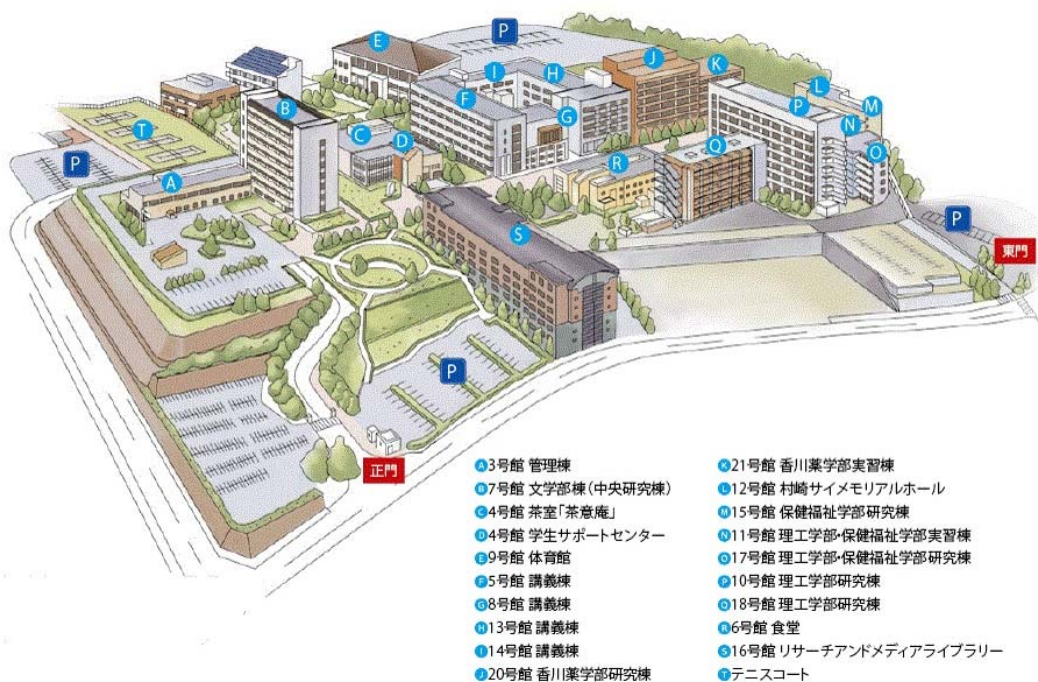 P
E
P
J
K
I
H
F
G
L
P
M
N
O
B
C
D
Q
R
T
P
A
S
P
東門
P
正門
A3号館 管理棟
B7号館 文学部棟(中央研究棟)
C4号館 茶室「茶意庵」
D4号館 学生サポートセンター
E9号館 体育館
F5号館 講義棟
G8号館 講義棟
H13号館 講義棟
I14号館 講義棟
J20号館 香川薬学部研究棟
K21号館 香川薬学部実習棟
L12号館 村崎サイメモリアルホール
M15号館 保健福祉学部研究棟
N11号館 理工学部・保健福祉学部実習棟
O17号館 理工学部・保健福祉学部研究棟
P10号館 理工学部研究棟
Q18号館 理工学部研究棟
R6号館 食堂
S16号館 リサーチアンドメディアライブラリー
Tテニスコート